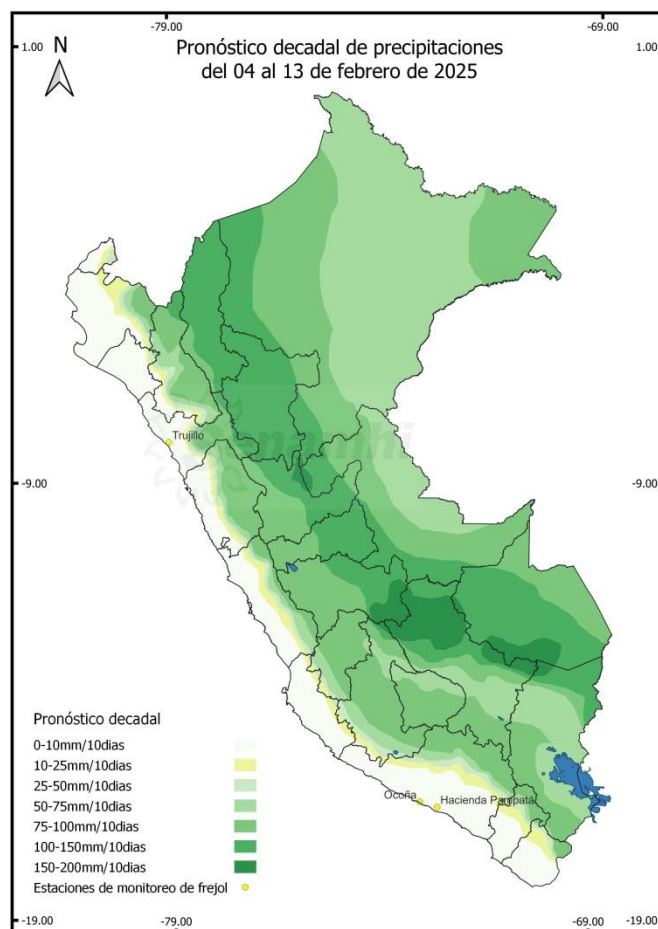 -79.00
-69.00
1.00
1.00
N
Pronóstico decadal de precipitaciones
del 04 al 13 de febrero de 2025
Trujillo
Senamhi
-9.00
-9.00
Pronóstico decadal
0-10mm/10dias
10-25mm/10dias
25-50mm/10dias
50-75mm/10dias
75-100mm/10dias
100-150mm/10dias
150-200mm/10dias
Estaciones de monitoreo de frejol
Ocoña
Hacienda Pampata
-19.00
-79.00
-69.00
-19.00